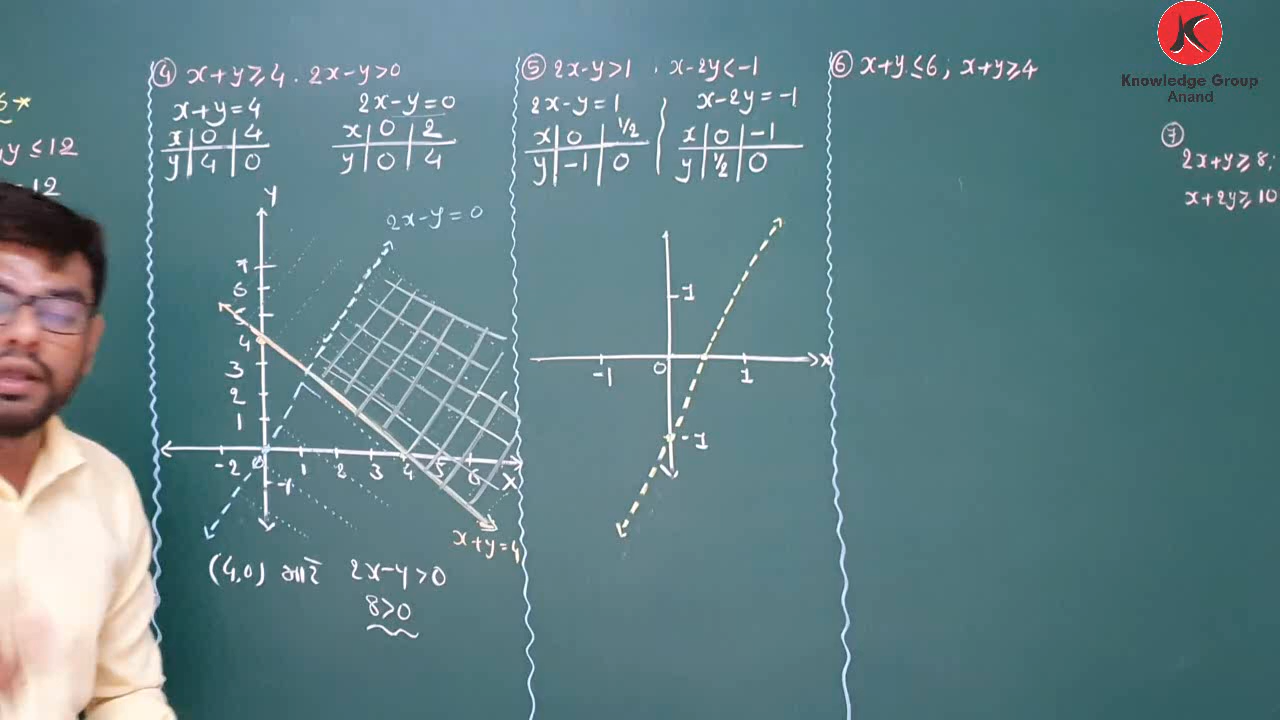 Knowledge Group
Anand
12
④ x+y≥4 . 2x-y>0
x+y=4
x | 0 | 4
y | 4 | 0
2x-y=0
x | 0 | 2
y | 0 | 4
Y
2x-y=0
7
6
5
4
3
2
1
-2 0 1 2 3 4 5 6 X
-1
x+y=4
(4,0) માટે 2x-y>0
8>0
⑤ 2x-y>1 , x-2y<-1
2x-y=1
x | 0 | 1/2
y | -1 | 0
x-2y=-1
x | 0 | -1
y | 1/2 | 0
1
-1 0 1 X
-1
⑥ x+y≤6 ; x+y≥4
⑦
2x+y≥8;
x+2y≥10